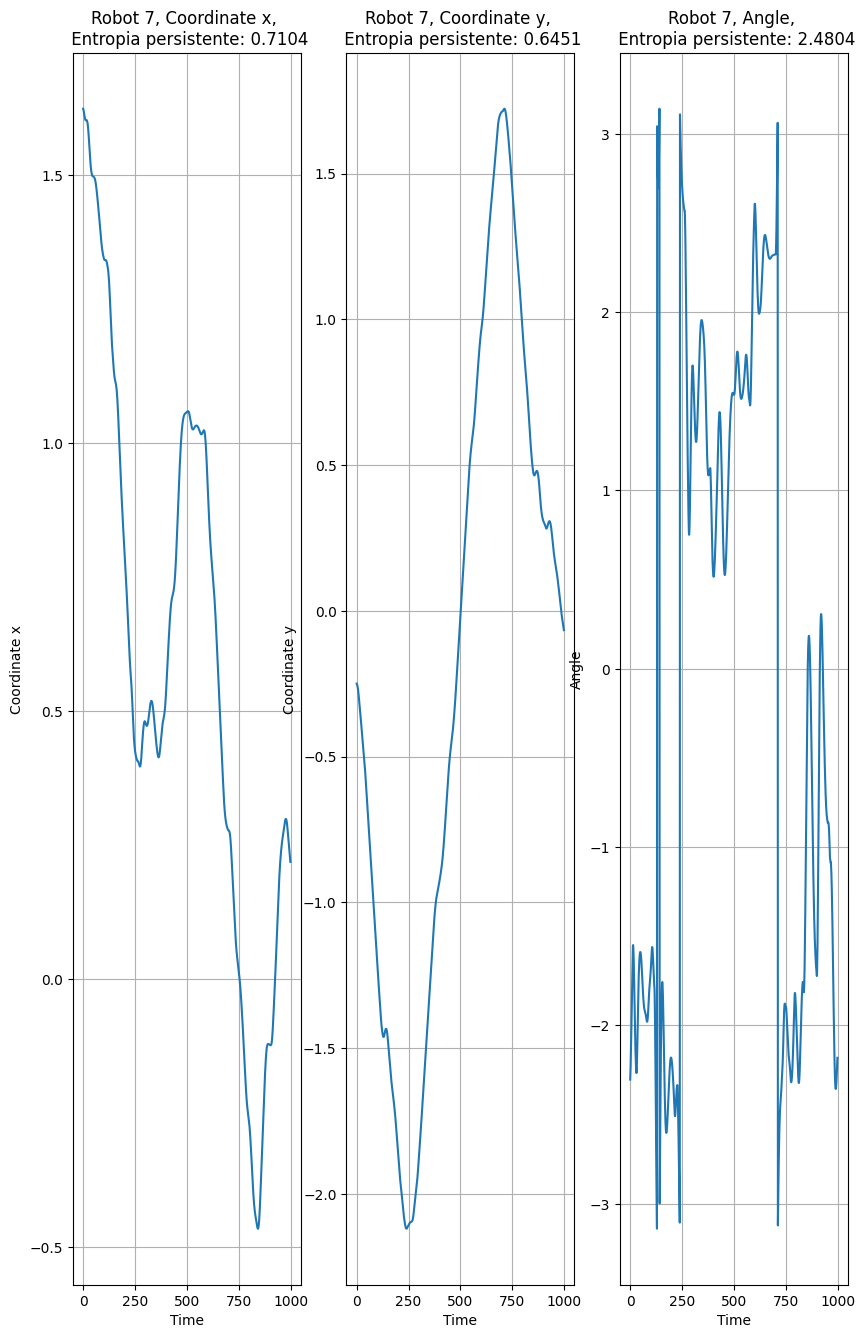 Robot 7, Coordinate x,
Entropia persistente: 0.7104
1.5
1.0
0.5
0.0
−0.5
Coordinate x
0
250
500
750
1000
Time
Robot 7, Coordinate y,
Entropia persistente: 0.6451
1.5
1.0
0.5
0.0
−0.5
−1.0
−1.5
−2.0
Coordinate y
0
250
500
750
1000
Time
Robot 7, Angle,
Entropia persistente: 2.4804
3
2
1
0
−1
−2
−3
Angle
0
250
500
750
1000
Time